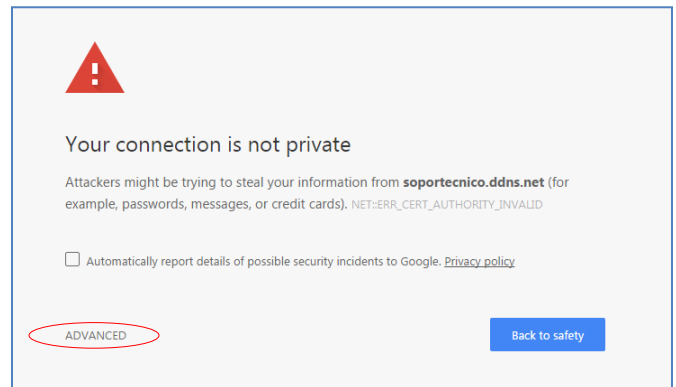 Your connection is not private
Attackers might be trying to steal your information from soportecnico.ddns.net (for
example, passwords, messages, or credit cards). NET::ERR_CERT_AUTHORITY_INVALID
Automatically report details of possible security incidents to Google. Privacy policy
ADVANCED
Back to safety